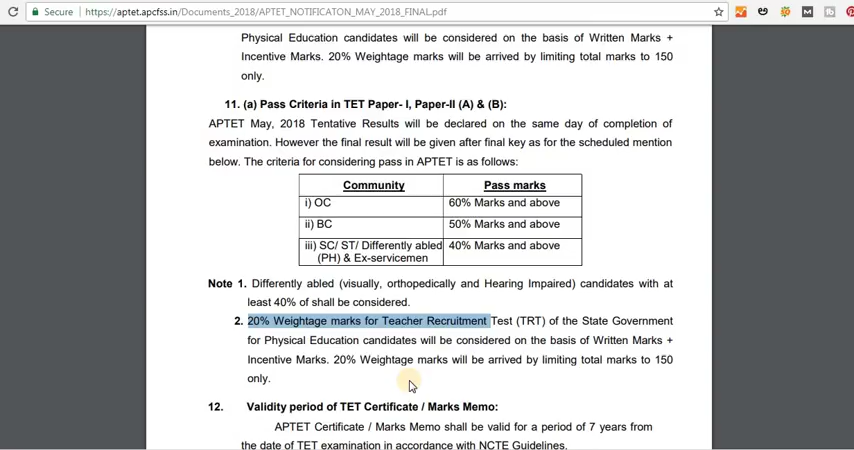 Secure https://aptet.apcfss.in/Documents_2018/APTET_NOTIFICATON_MAY_2018_FINAL.pdf
Physical Education candidates will be considered on the basis of Written Marks +
Incentive Marks. 20% Weightage marks will be arrived by limiting total marks to 150
only.
11. (a) Pass Criteria in TET Paper- I, Paper-II (A) & (B):
APTET May, 2018 Tentative Results will be declared on the same day of completion of
examination. However the final result will be given after final key as for the scheduled mention
below. The criteria for considering pass in APTET is as follows:
Community Pass marks
i) OC 60% Marks and above
ii) BC 50% Marks and above
iii) SC/ ST/ Differently abled 40% Marks and above
(PH) & Ex-servicemen
Note 1. Differently abled (visually, orthopedically and Hearing Impaired) candidates with at
least 40% of shall be considered.
2. 20% Weightage marks for Teacher Recruitment Test (TRT) of the State Government
for Physical Education candidates will be considered on the basis of Written Marks +
Incentive Marks. 20% Weightage marks will be arrived by limiting total marks to 150
only.
12. Validity period of TET Certificate / Marks Memo:
APTET Certificate / Marks Memo shall be valid for a period of 7 years from
the date of TET examination in accordance with NCTE Guidelines.